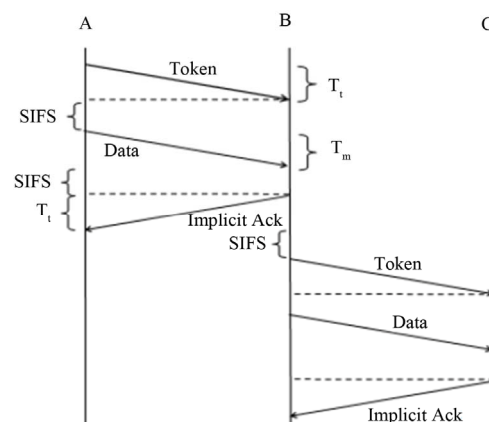 A
B
C
Token
T_t
SIFS
Data
T_m
SIFS
T_t
Implicit Ack
SIFS
Token
Data
Implicit Ack